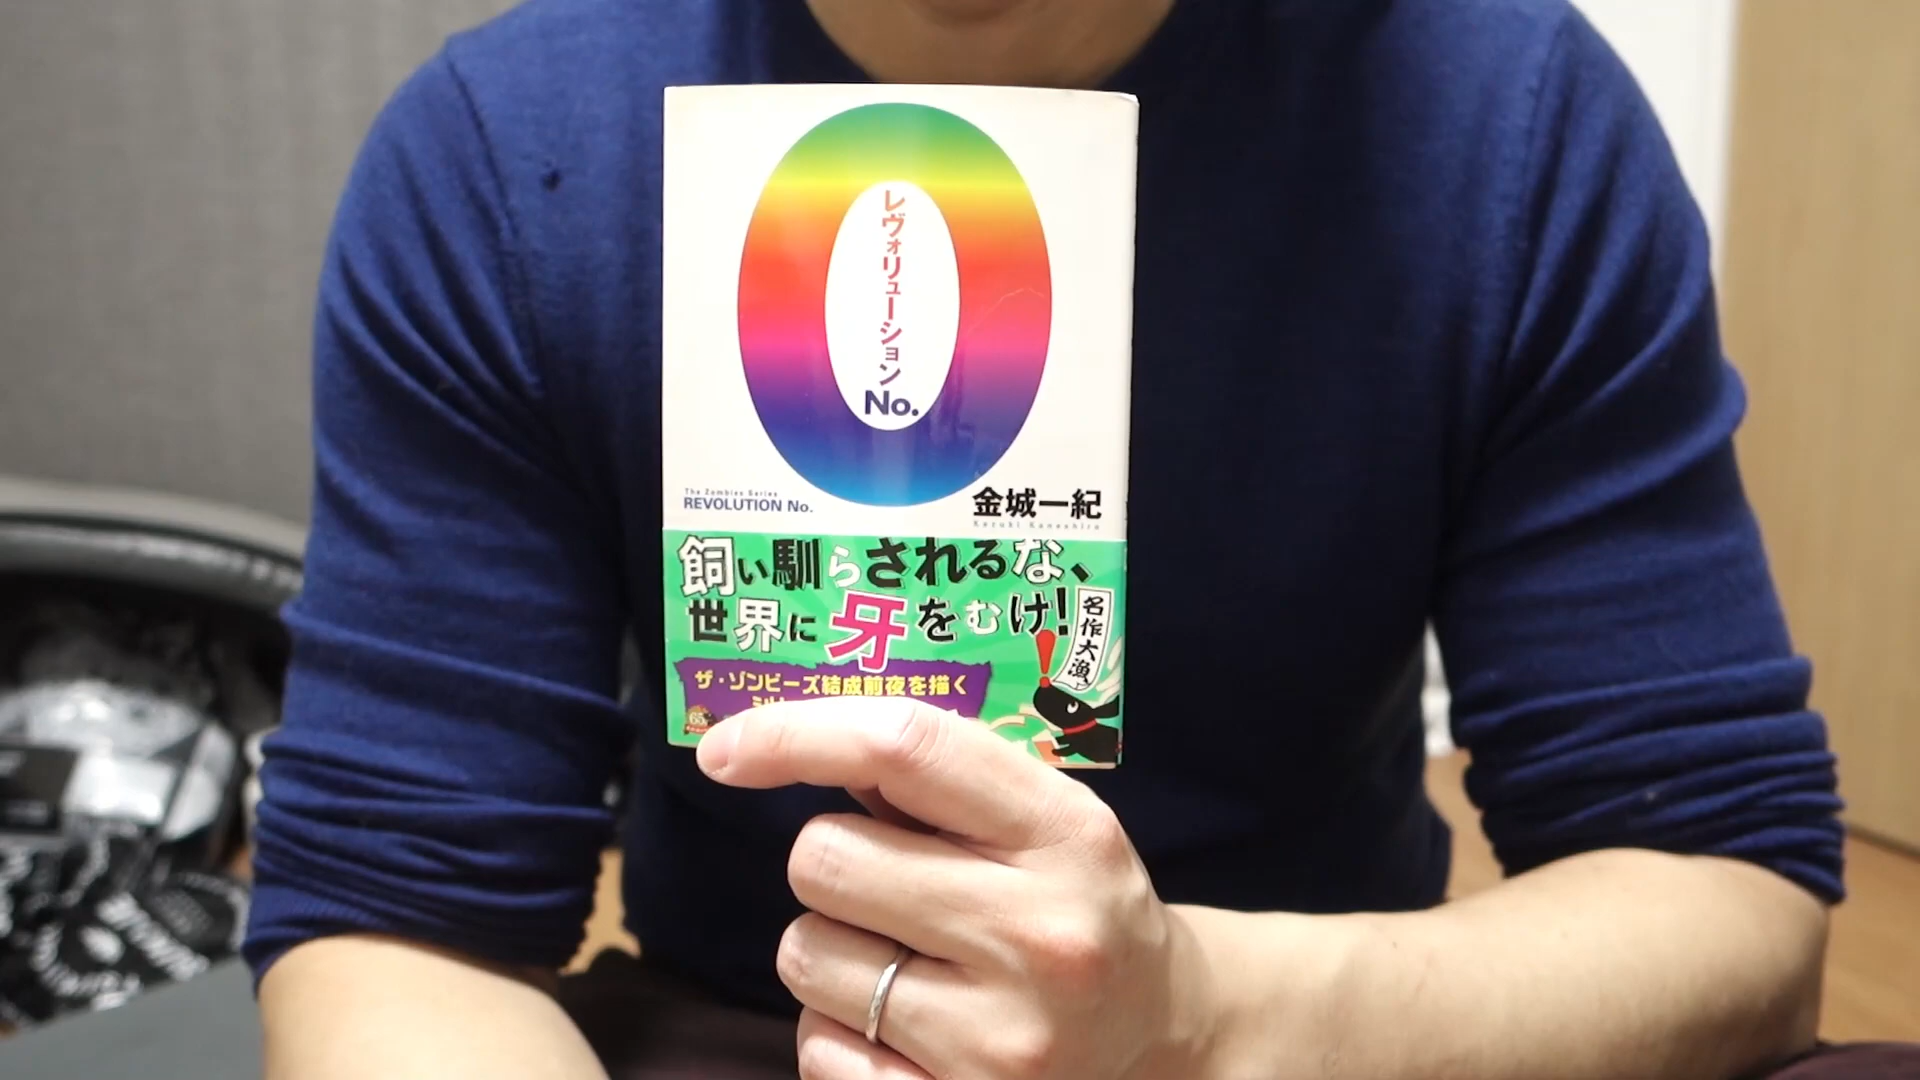 0
レヴォリューション
No.
The Zombies Series
REVOLUTION No.
金城一紀
Kazuki Kaneshiro
飼い馴らされるな、
世界に牙をむけ!
名作大漁
ザ・ゾンビーズ結成前夜を描く
65